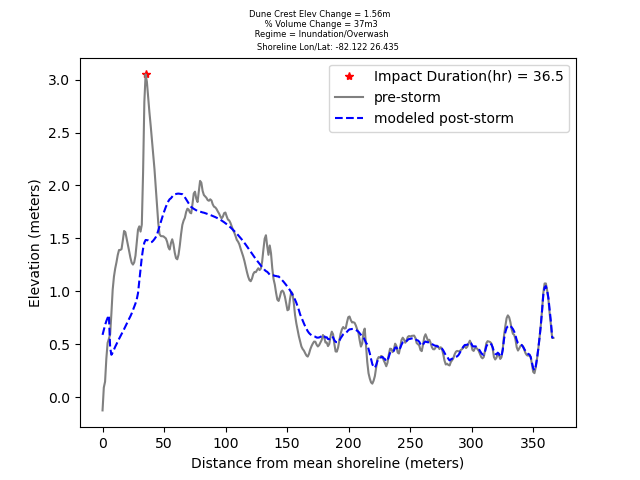 Dune Crest Elev Change = 1.56m
% Volume Change = 37m3
Regime = Inundation/Overwash
Shoreline Lon/Lat: -82.122 26.435
Impact Duration(hr) = 36.5
pre-storm
modeled post-storm
Elevation (meters)
3.0
2.5
2.0
1.5
1.0
0.5
0.0
0 50 100 150 200 250 300 350
Distance from mean shoreline (meters)